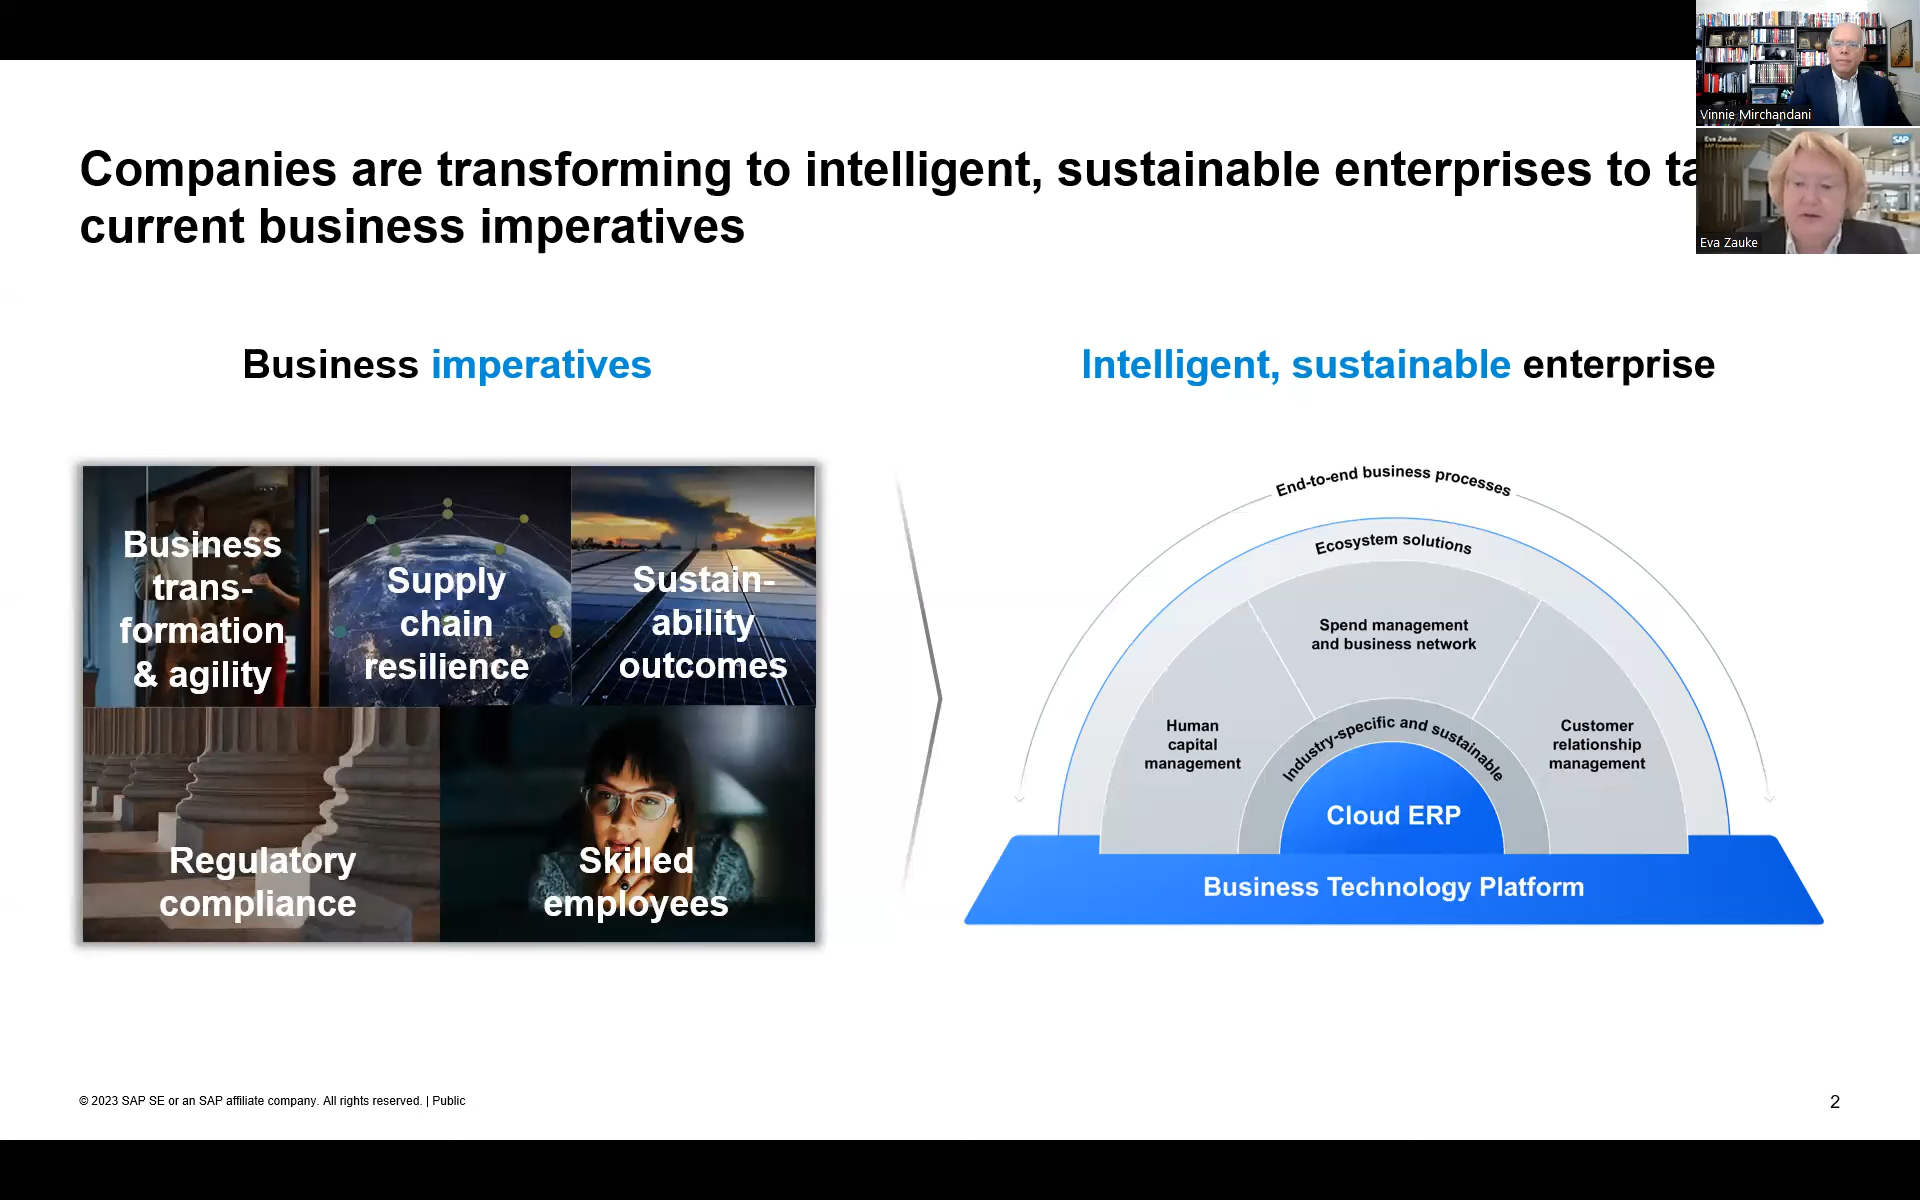 Vinnie Mirchandani
Eva Zauke
SAP
Eva Zauke
Companies are transforming to intelligent, sustainable enterprises to ta
current business imperatives
Business imperatives
Intelligent, sustainable enterprise
Business
trans-
formation
& agility
Supply
chain
resilience
Sustain-
ability
outcomes
Regulatory
compliance
Skilled
employees
End-to-end business processes
Ecosystem solutions
Spend management
and business network
Human
capital
management
Customer
relationship
management
Industry-specific and sustainable
Cloud ERP
Business Technology Platform
© 2023 SAP SE or an SAP affiliate company. All rights reserved. | Public
2